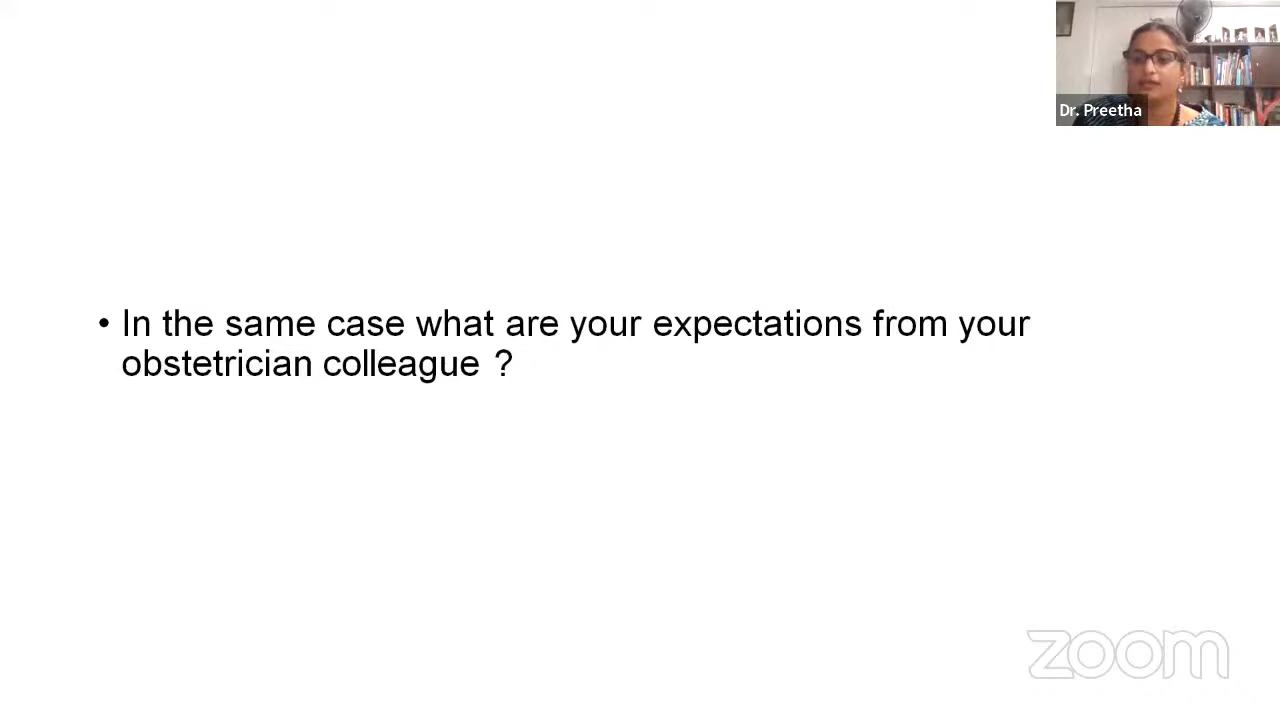 Dr. Preetha
• In the same case what are your expectations from your
obstetrician colleague ?
zoom